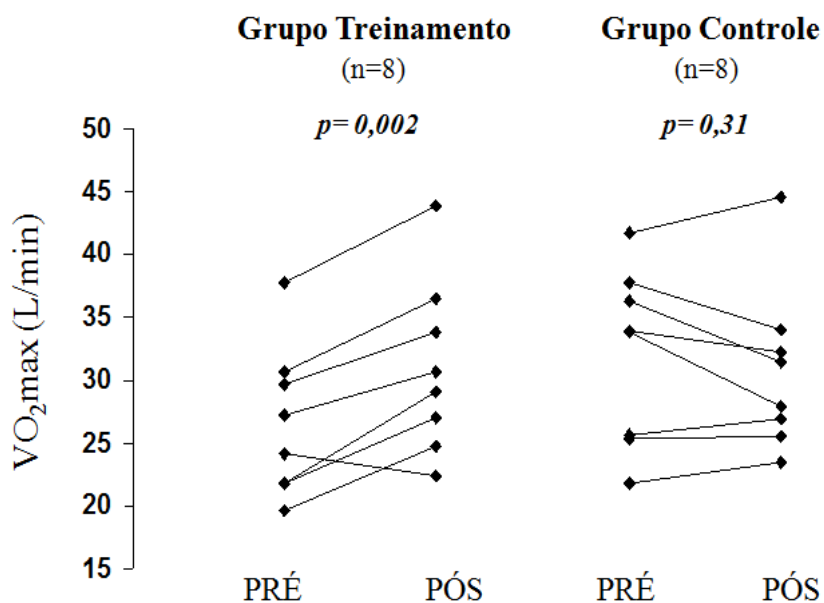 Grupo Treinamento
(n=8)
p= 0,002
Grupo Controle
(n=8)
p= 0,31
VO₂max (L/min)
50
45
40
35
30
25
20
15
PRÉ
PÓS
PRÉ
PÓS